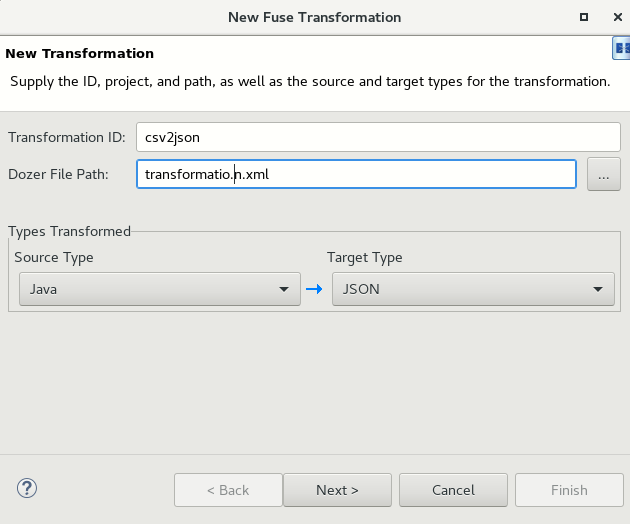 New Fuse Transformation
New Transformation
Supply the ID, project, and path, as well as the source and target types for the transformation.
Transformation ID: csv2json
Dozer File Path: transformatio.n.xml ...
Types Transformed
Source Type Target Type
Java JSON
? < Back Next > Cancel Finish